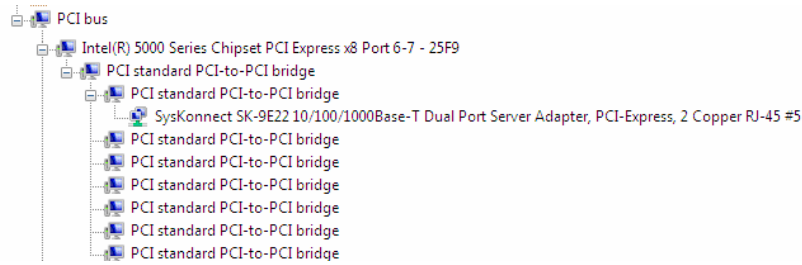 PCI bus
Intel(R) 5000 Series Chipset PCI Express x8 Port 6-7 - 25F9
PCI standard PCI-to-PCI bridge
PCI standard PCI-to-PCI bridge
SysKonnect SK-9E22 10/100/1000Base-T Dual Port Server Adapter, PCI-Express, 2 Copper RJ-45 #5
PCI standard PCI-to-PCI bridge
PCI standard PCI-to-PCI bridge
PCI standard PCI-to-PCI bridge
PCI standard PCI-to-PCI bridge
PCI standard PCI-to-PCI bridge
PCI standard PCI-to-PCI bridge